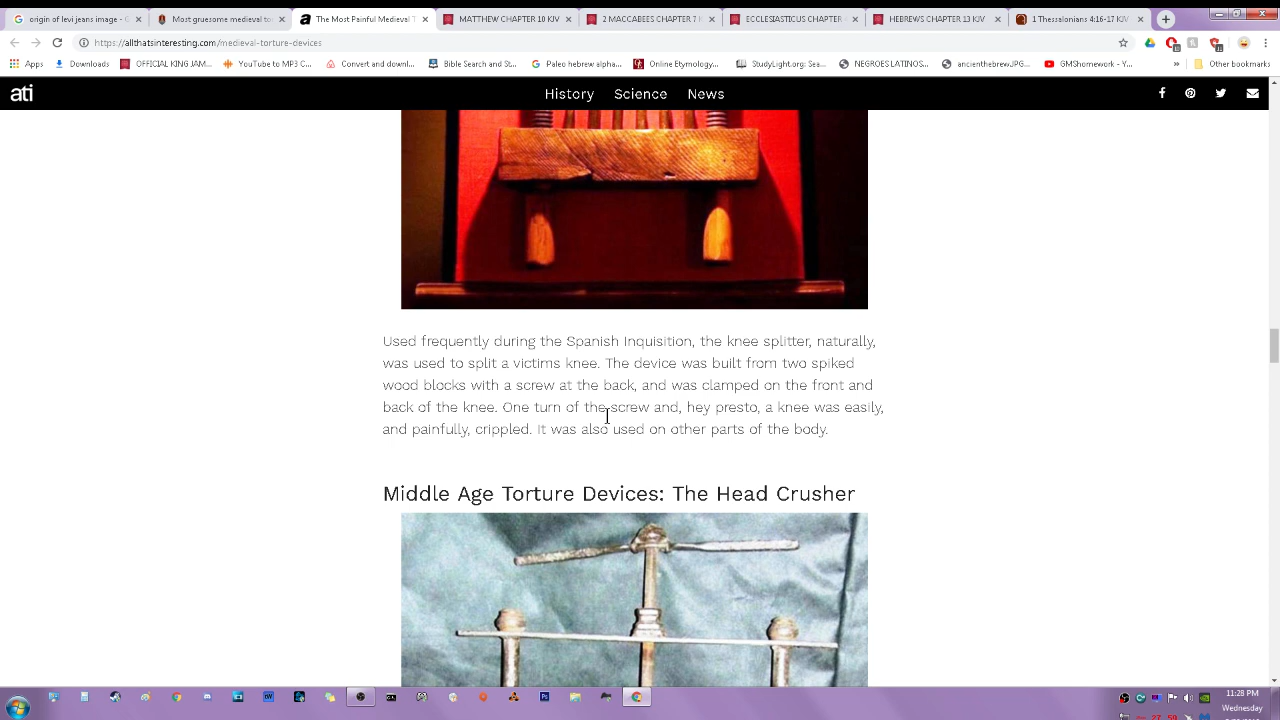 origin of levi jeans image - G
Most gruesome medieval to
The Most Painful Medieval T
MATTHEW CHAPTER
2 MACCABEES CHAPTER 7
ECCLESIASTICUS CHAPTER
HEBREWS CHAPTER 13 KJV
1 Thessalonians 4:16-17 KJV
https://allthatsinteresting.com/medieval-torture-devices
Apps
Downloads
OFFICIAL KING JAM...
YouTube to MP3 C...
Convert and downl...
Bible Search and St...
Paleo hebrew alpha...
Online Etymology...
StudyLight.org: Sea...
NEGROES LATINOS...
ancienthebrewJPG...
GMShomework - Y...
»
Other bookmarks
ati
History Science News
Used frequently during the Spanish Inquisition, the knee splitter, naturally,
was used to split a victims knee. The device was built from two spiked
wood blocks with a screw at the back, and was clamped on the front and
back of the knee. One turn of the screw and, hey presto, a knee was easily,
and painfully, crippled. It was also used on other parts of the body.
Middle Age Torture Devices: The Head Crusher
11:28 PM
Wednesday